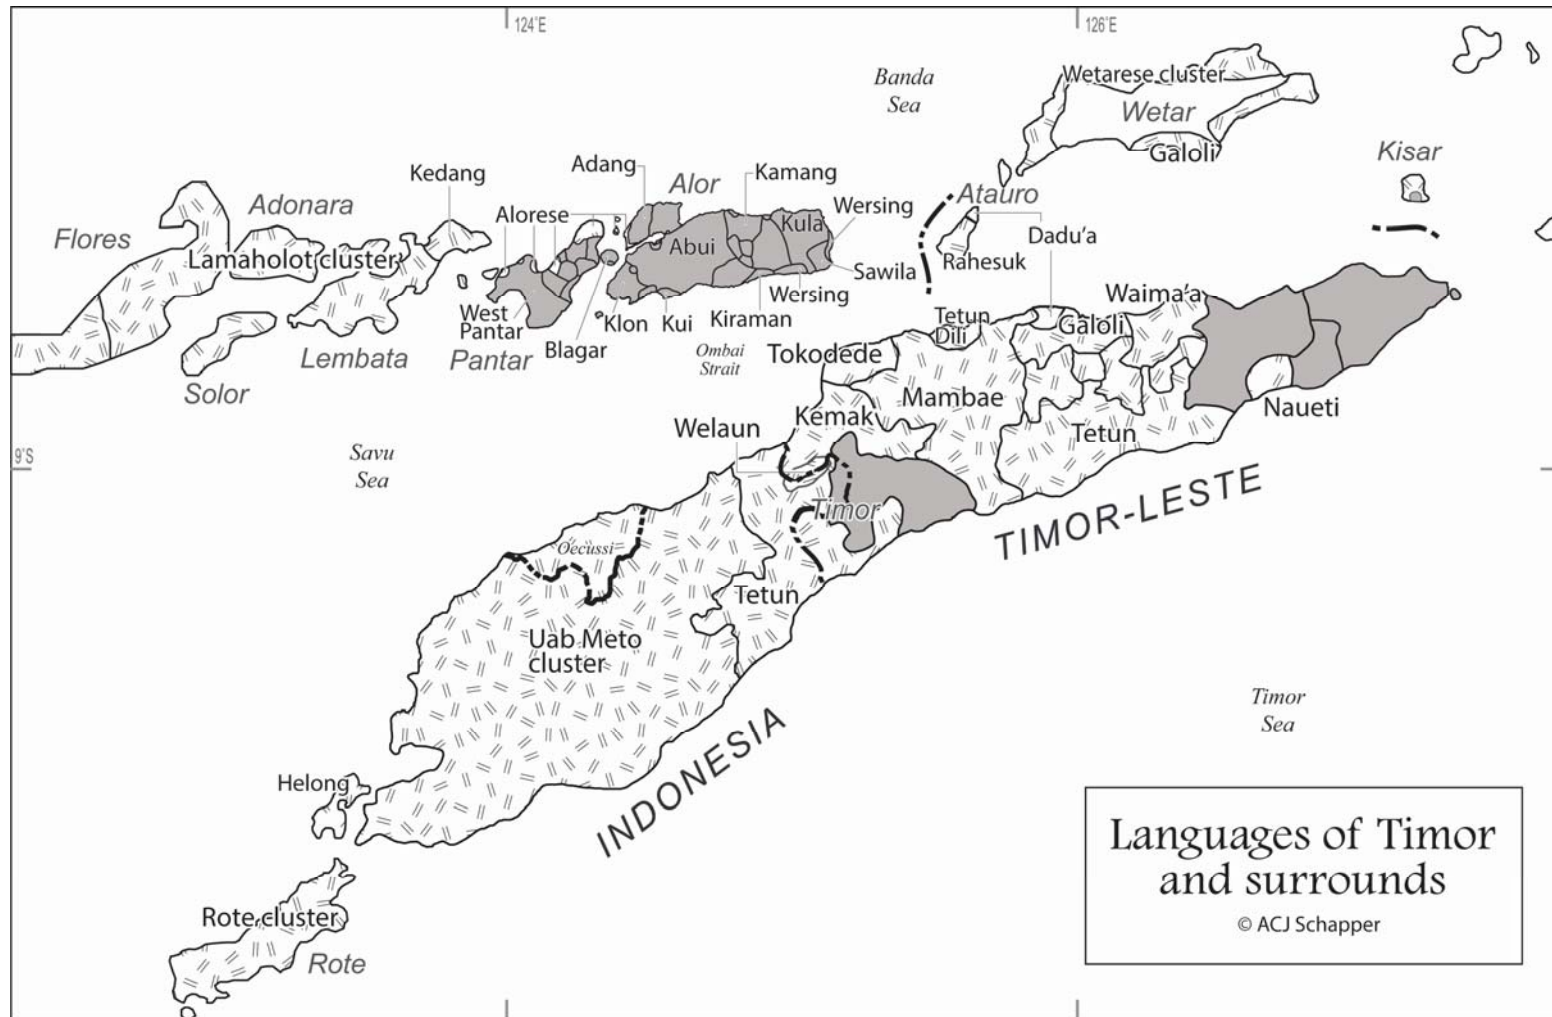 124°E
126°E
Banda
Sea
Wetarese cluster
Wetar
Galoli
Kisar
Adang
Alor
Kamang
Kedang
Atauro
Adonara
Alorese
Wersing
Kula
Flores
Abui
Dadu'a
Lamaholot cluster
Rahesuk
Sawila
Wersing
Waima'a
West
Pantar
Klon
Kui
Kiraman
Tetun
Dili
Galoli
Lembata
Pantar
Blagar
Ombai
Strait
Tokodede
Solor
Mambae
Kemak
Naueti
Welaun
Tetun
9°S
Savu
Sea
Timor
TIMOR-LESTE
Oecussi
Tetun
Uab Meto
cluster
Timor
Sea
INDONESIA
Helong
Languages of Timor
and surrounds
© ACJ Schapper
Rote cluster
Rote